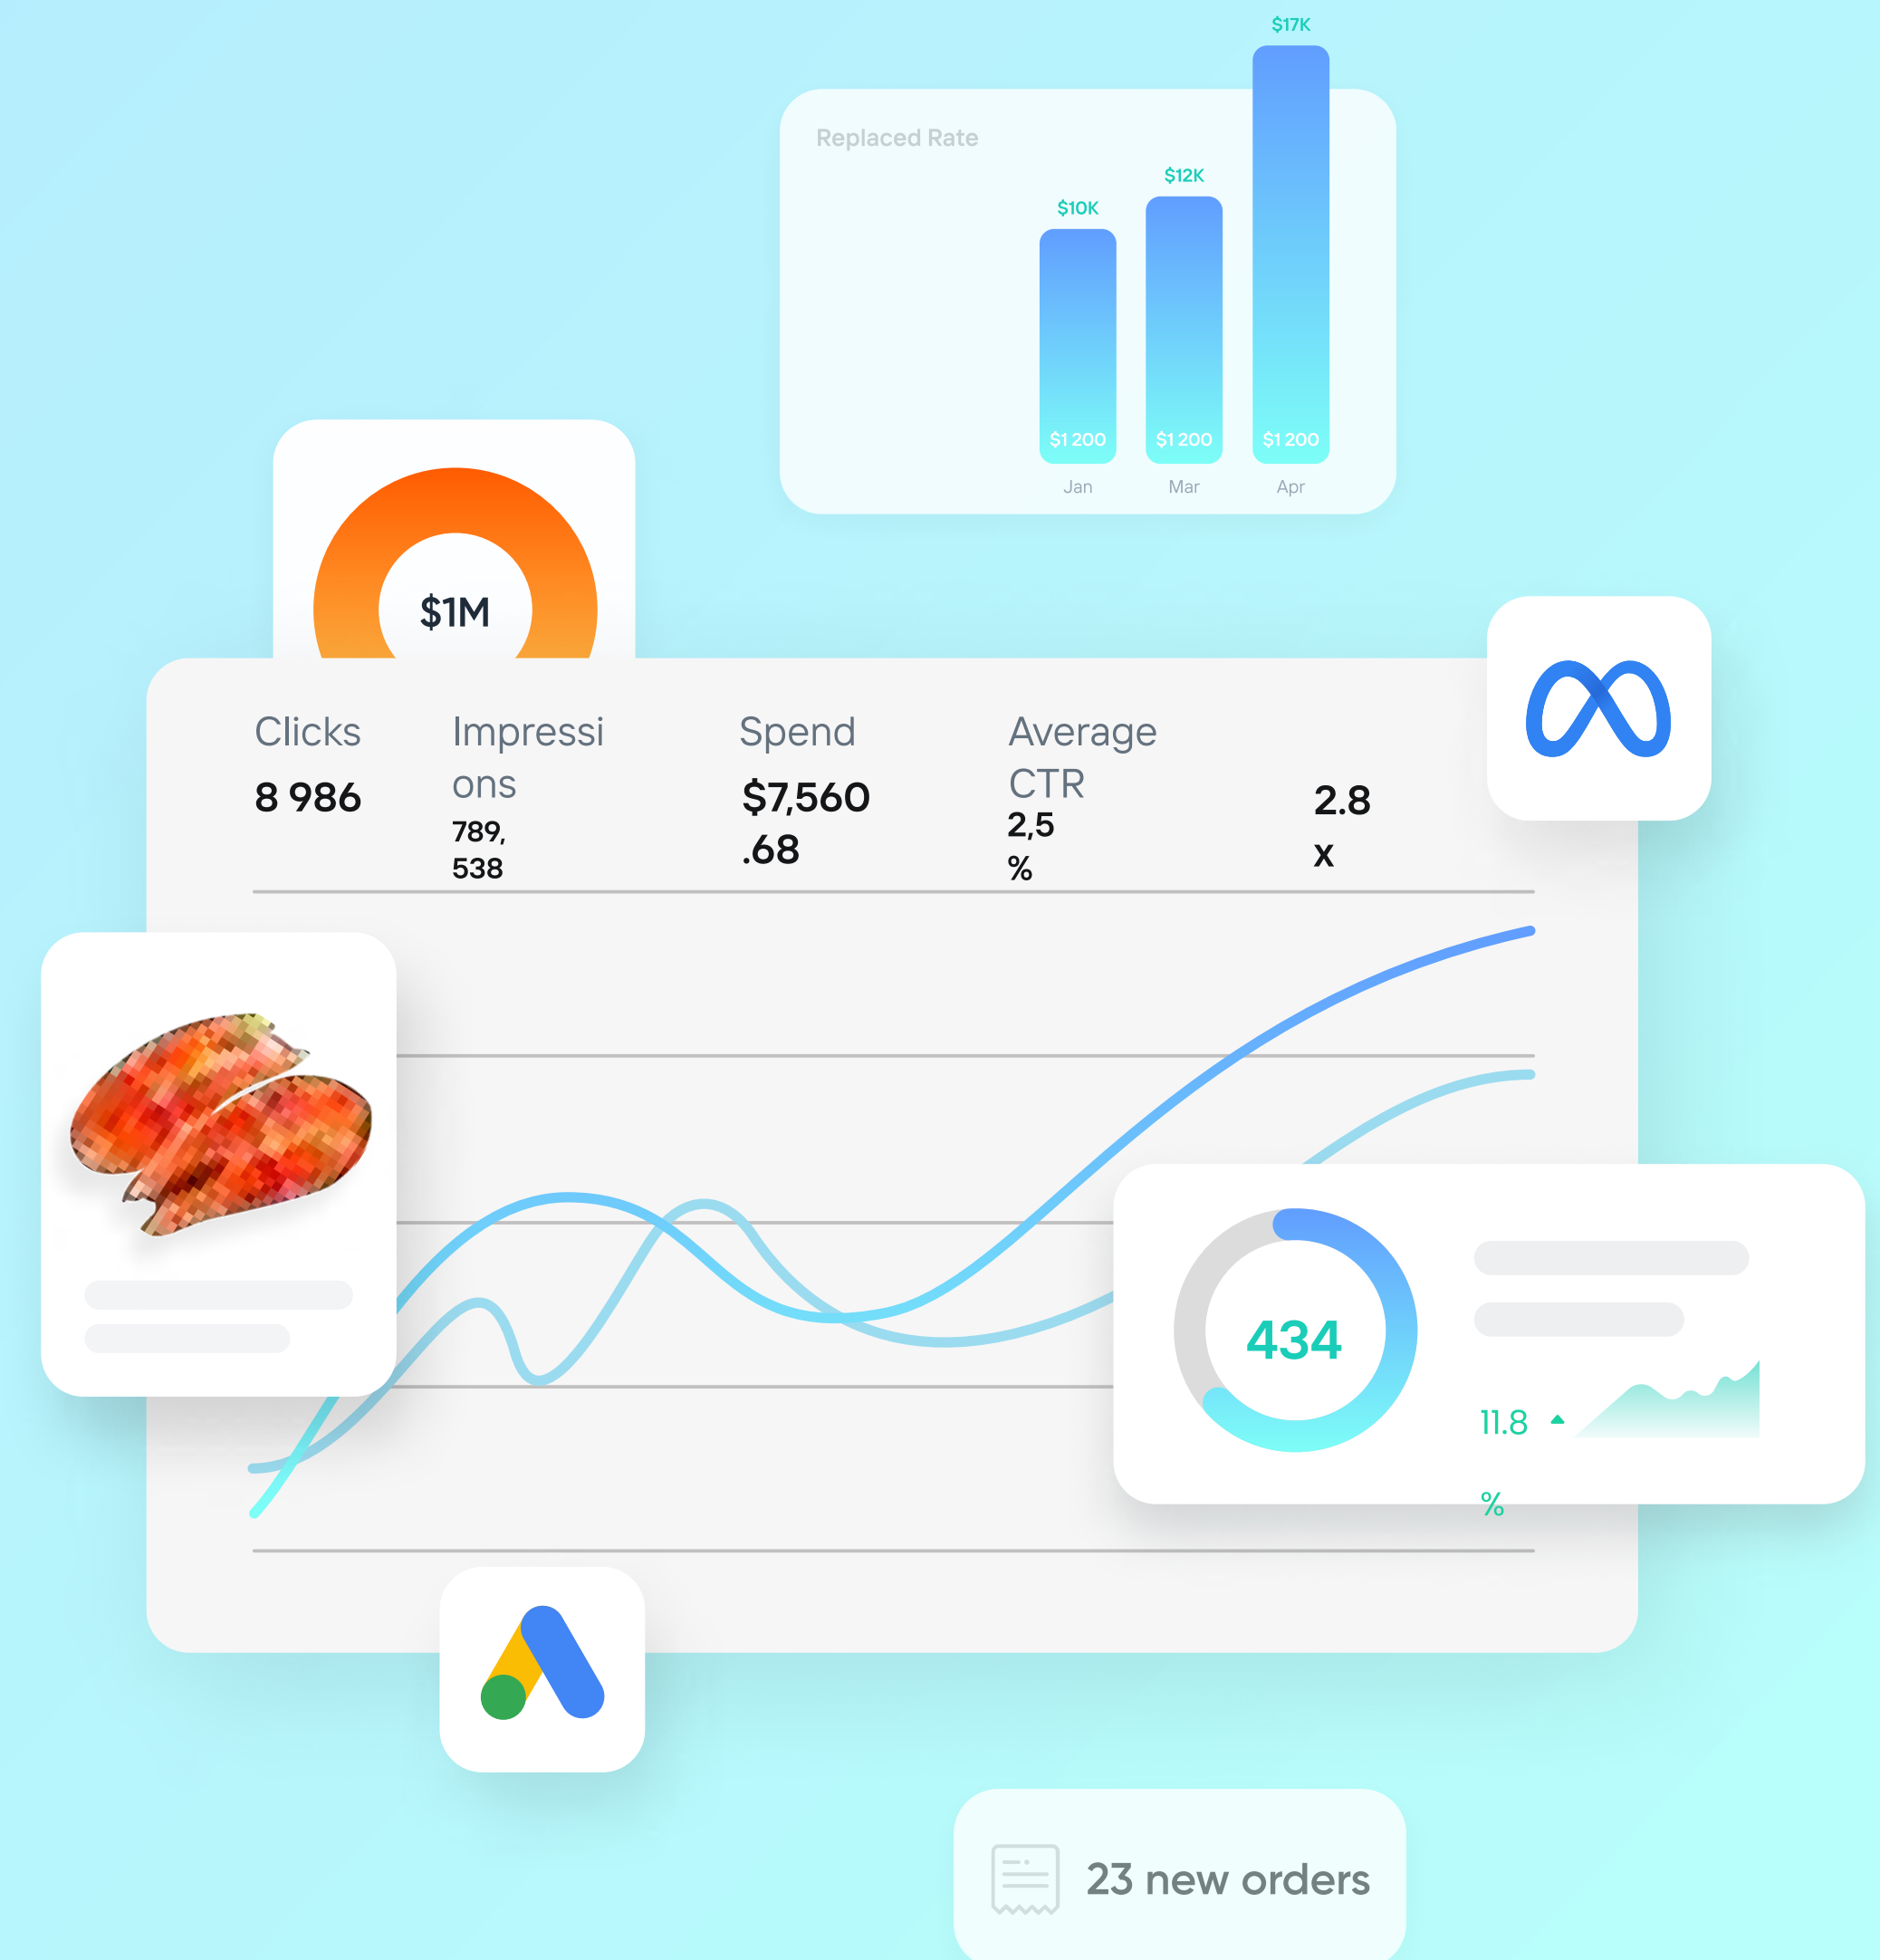 $17K
Replaced Rate
$12K
$10K
$1 200
$1 200
$1 200
Jan
Mar
Apr
$1M
Clicks
8 986
Impressi
ons
789,
538
Spend
$7,560
.68
Average
CTR
2,5
%
2.8
x
434
11.8
%
23 new orders